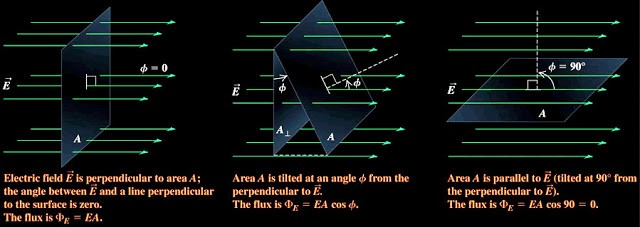 φ = 0
E⃗
A
Electric field E⃗ is perpendicular to area A;
the angle between E⃗ and a line perpendicular
to the surface is zero.
The flux is Φ_E = EA.
E⃗
φ
φ
A⊥
A
Area A is tilted at an angle φ from the
perpendicular to E⃗.
The flux is Φ_E = EA cos φ.
φ = 90°
E⃗
A
Area A is parallel to E⃗ (tilted at 90° from
the perpendicular to E⃗).
The flux is Φ_E = EA cos 90 = 0.